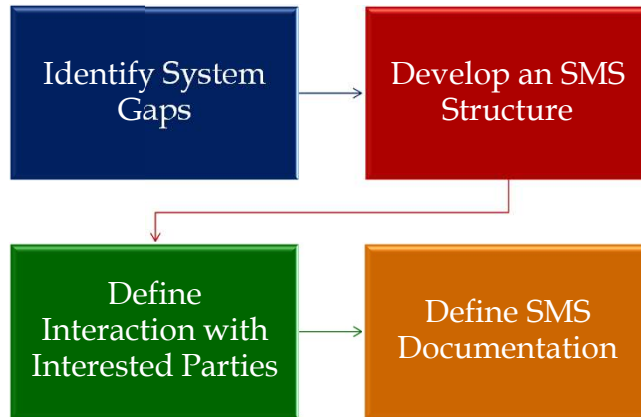 Identify System
Gaps
Develop an SMS
Structure
Define
Interaction with
Interested Parties
Define SMS
Documentation